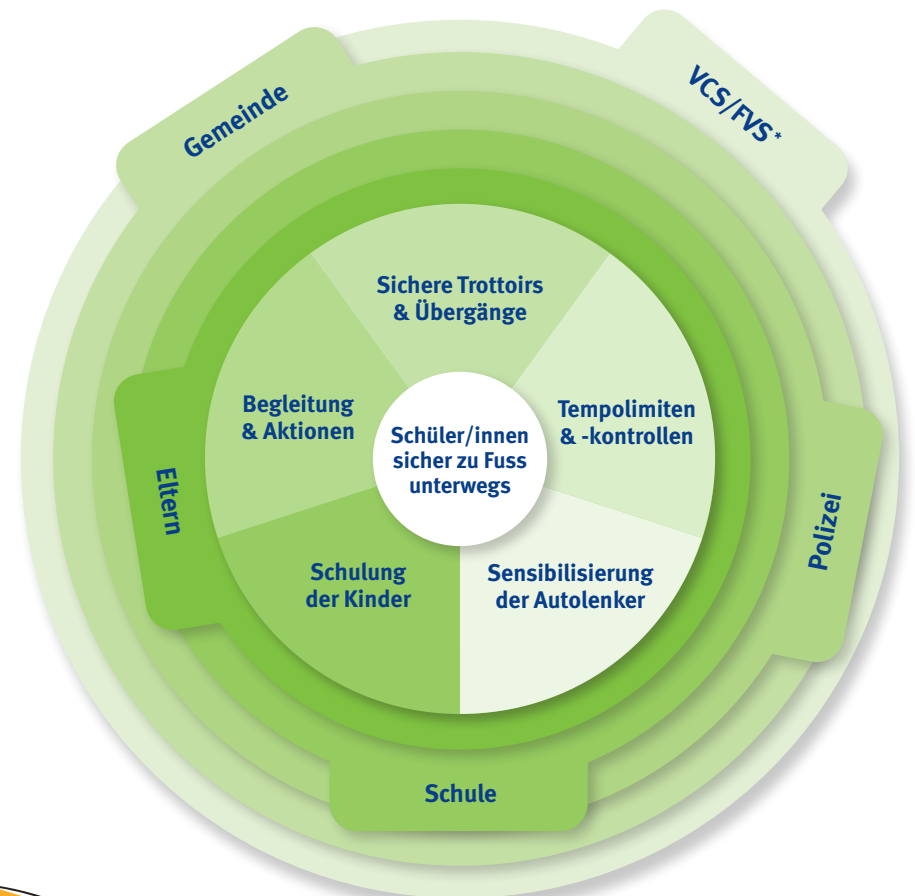 Gemeinde
VCS/FVS*
Sichere Trottoirs
& Übergänge
Begleitung
& Aktionen
Tempolimiten
& -kontrollen
Schüler/innen
sicher zu Fuss
unterwegs
Eltern
Polizei
Schulung
der Kinder
Sensibilisierung
der Autolenker
Schule